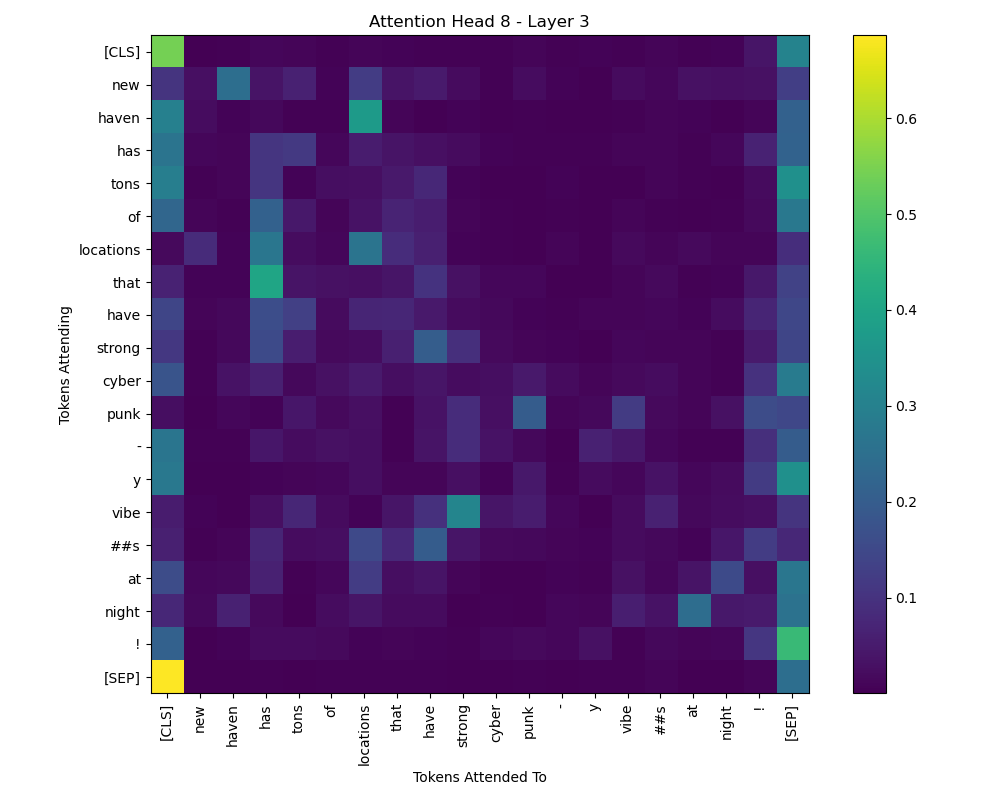 Attention Head 8 - Layer 3
Tokens Attending
[CLS]
new
haven
has
tons
of
locations
that
have
strong
cyber
punk
-
y
vibe
##s
at
night
!
[SEP]
[CLS]
new
haven
has
tons
of
locations
that
have
strong
cyber
punk
-
y
vibe
##s
at
night
!
[SEP]
Tokens Attended To
0.6
0.5
0.4
0.3
0.2
0.1